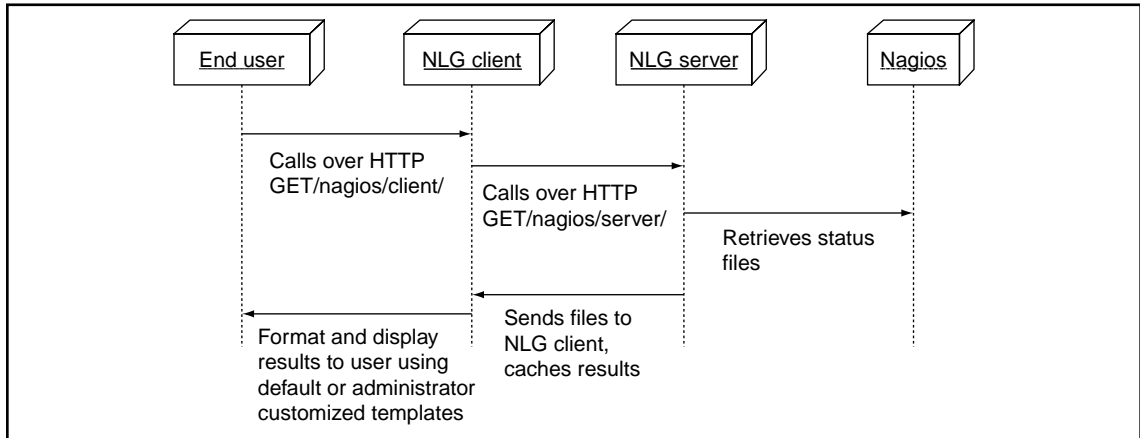 End user
NLG client
NLG server
Nagios
Calls over HTTP
GET/nagios/client/
Calls over HTTP
GET/nagios/server/
Retrieves status
files
Sends files to
NLG client,
caches results
Format and display
results to user using
default or administrator
customized templates